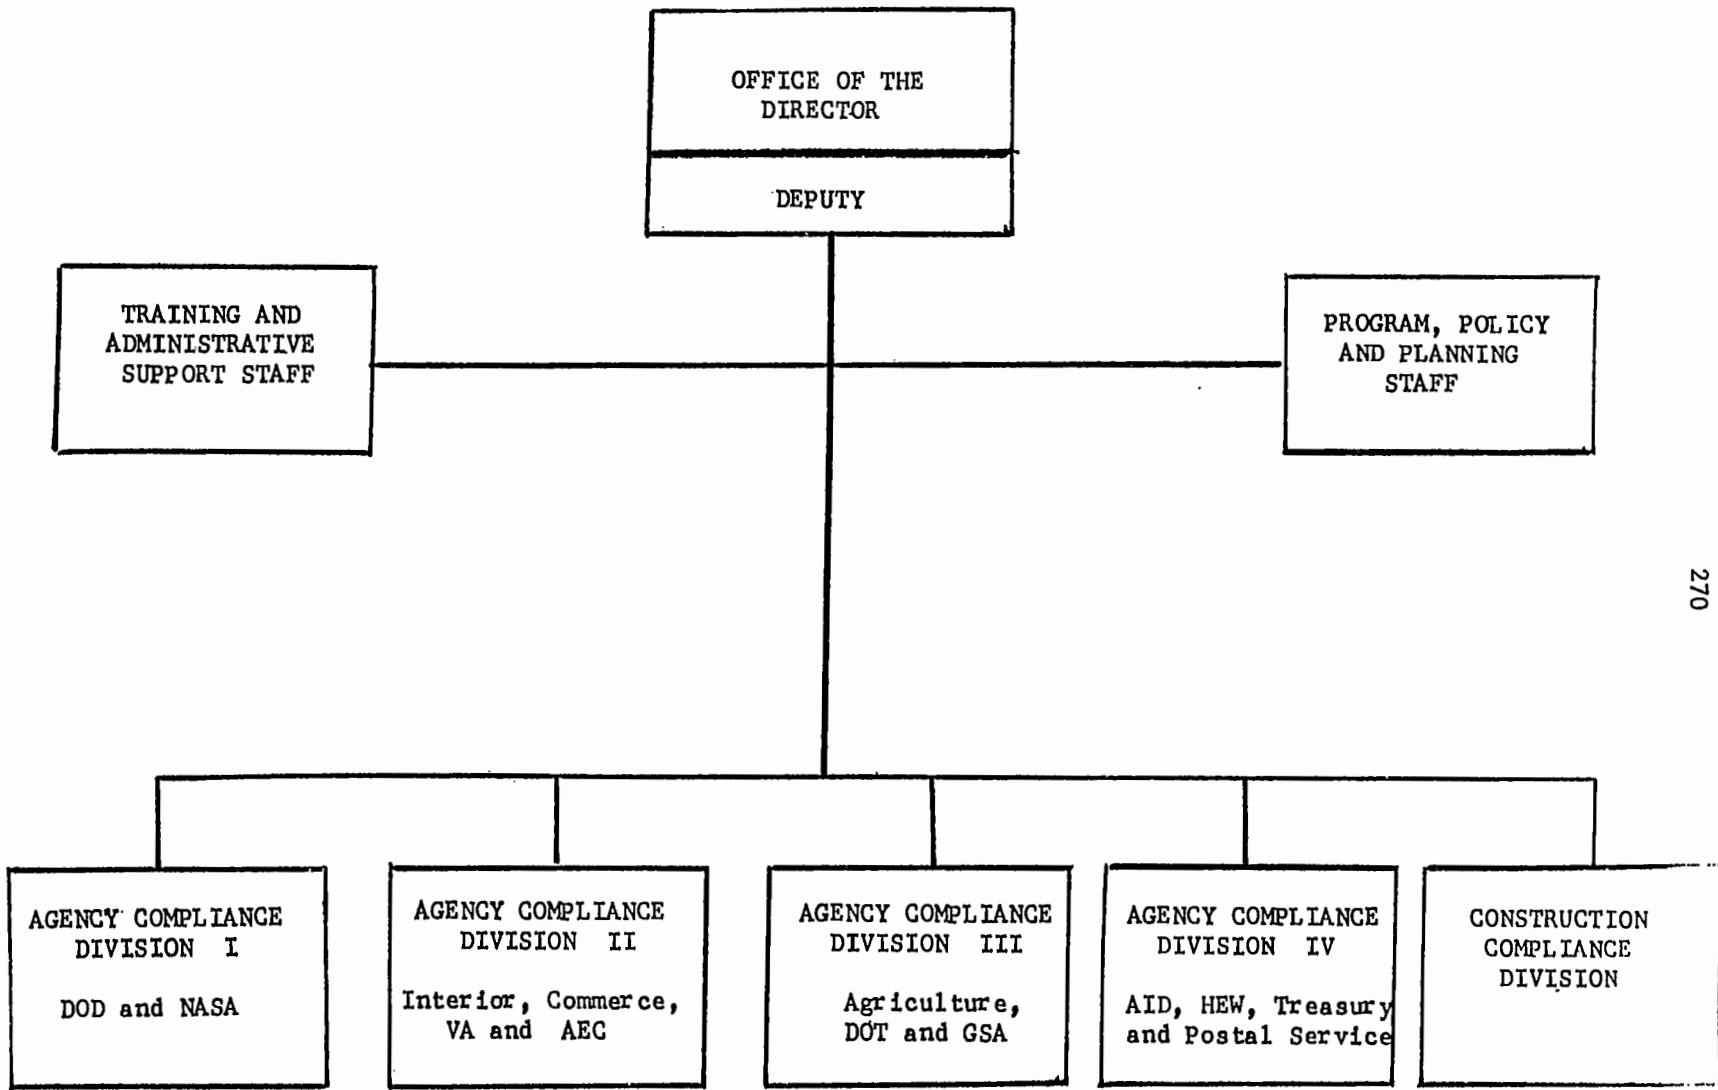 OFFICE OF THE
DIRECTOR
DEPUTY
TRAINING AND
ADMINISTRATIVE
SUPPORT STAFF
PROGRAM, POLICY
AND PLANNING
STAFF
270
AGENCY COMPLIANCE
DIVISION I
DOD and NASA
AGENCY COMPLIANCE
DIVISION II
Interior, Commerce,
VA and AEC
AGENCY COMPLIANCE
DIVISION III
Agriculture,
DOT and GSA
AGENCY COMPLIANCE
DIVISION IV
AID, HEW, Treasury
and Postal Service
CONSTRUCTION
COMPLIANCE
DIVISION